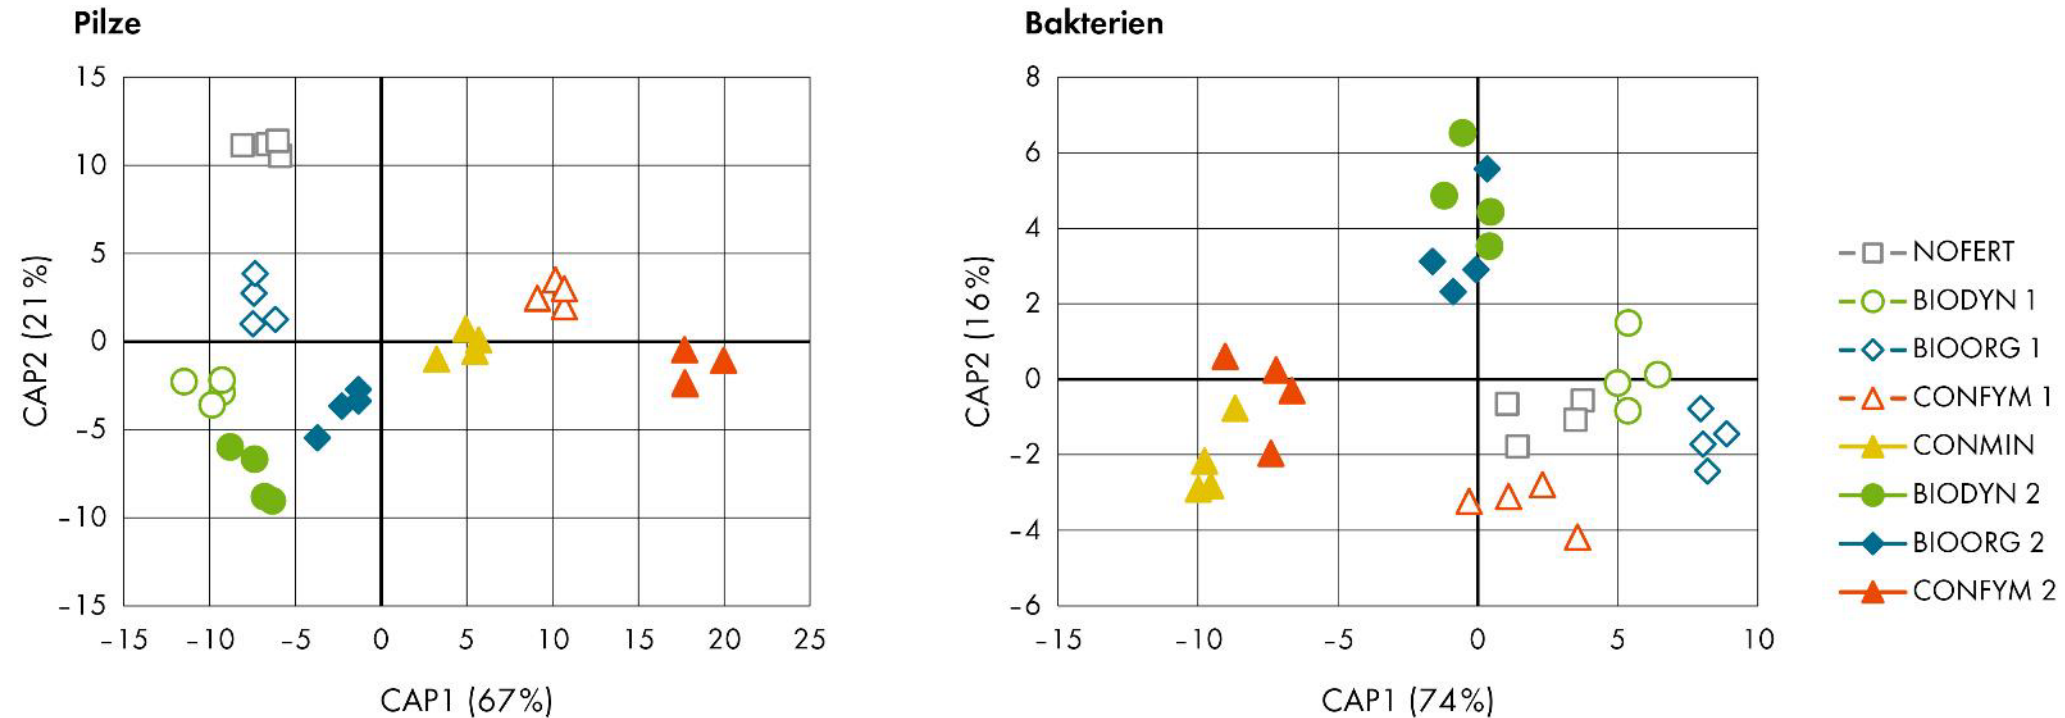 Pilze
15
10
5
0
–5
–10
–15
–15 –10 –5 0 5 10 15 20 25
CAP2 (21%)
CAP1 (67%)
Bakterien
8
6
4
2
0
–2
–4
–6
–15 –10 –5 0 5 10
CAP2 (16%)
CAP1 (74%)
NOFERT
BIODYN 1
BIOORG 1
CONFYM 1
CONMIN
BIODYN 2
BIOORG 2
CONFYM 2